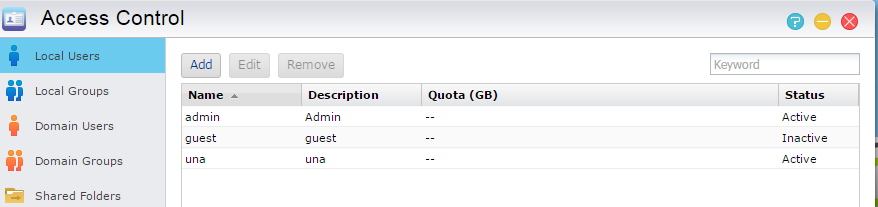 Access Control
?
Local Users
Local Groups
Domain Users
Domain Groups
Shared Folders
Add Edit Remove Keyword
Name Description Quota (GB) Status
admin Admin -- Active
guest guest -- Inactive
una una -- Active